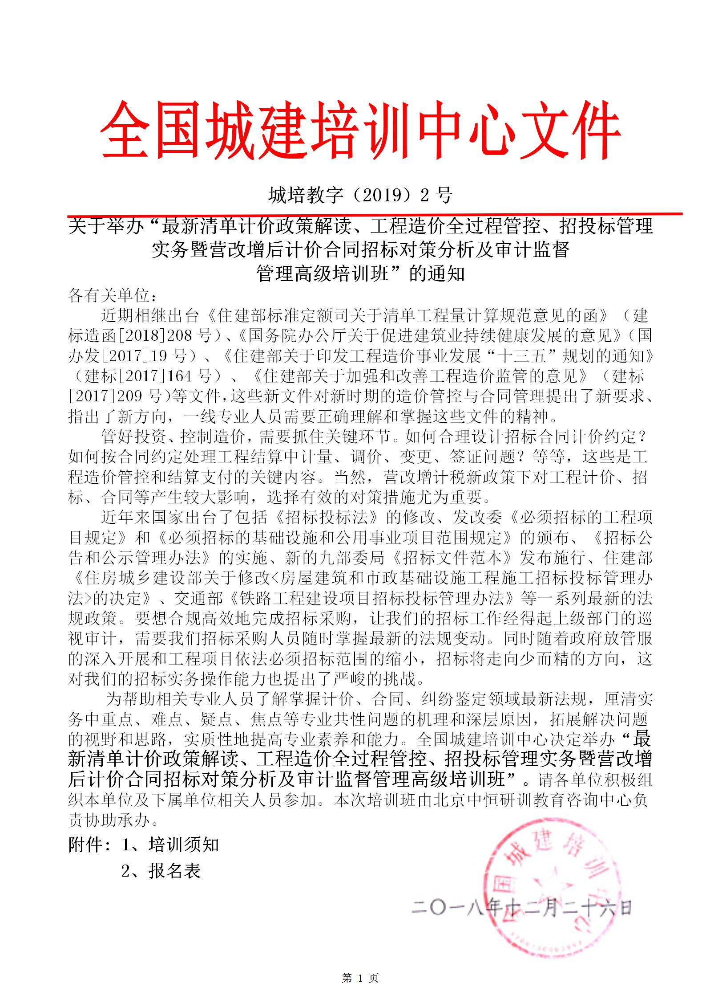 全国城建培训中心文件
城培教字（2019）2 号
关于举办“最新清单计价政策解读、工程造价全过程管控、招投标管理
实务暨营改增后计价合同招标对策分析及审计监督
管理高级培训班”的通知
各有关单位：
近期相继出台《住建部标准定额司关于清单工程量计算规范意见的函》（建
标造函[2018]208 号）、《国务院办公厅关于促进建筑业持续健康发展的意见》（国
办发[2017]19 号）、《住建部关于印发工程造价事业发展“十三五”规划的通知》
（建标[2017]164 号）、《住建部关于加强和改善工程造价监管的意见》（建标
[2017]209 号)等文件，这些新文件对新时期的造价管控与合同管理提出了新要求、
指出了新方向，一线专业人员需要正确理解和掌握这些文件的精神。
管好投资、控制造价，需要抓住关键环节。如何合理设计招标合同计价约定？
如何按合同约定处理工程结算中计量、调价、变更、签证问题？等等，这些是工
程造价管控和结算支付的关键内容。当然，营改增计税新政策下对工程计价、招
标、合同等产生较大影响，选择有效的对策措施尤为重要。
近年来国家出台了包括《招标投标法》的修改、发改委《必须招标的工程项
目规定》和《必须招标的基础设施和公用事业项目范围规定》的颁布、《招标公
告和公示管理办法》的实施、新的九部委局《招标文件范本》发布施行、住建部
《住房城乡建设部关于修改<房屋建筑和市政基础设施工程施工招标投标管理办
法>的决定》、交通部《铁路工程建设项目招标投标管理办法》等一系列最新的法
规政策。要想合规高效地完成招标采购，让我们的招标工作经得起上级部门的巡
视审计，需要我们招标采购人员随时掌握最新的法规变动。同时随着政府放管服
的深入开展和工程项目依法必须招标范围的缩小，招标将走向少而精的方向，这
对我们的招标实务操作能力也提出了严峻的挑战。
为帮助相关专业人员了解掌握计价、合同、纠纷鉴定领域最新法规，厘清实
务中重点、难点、疑点、焦点等专业共性问题的机理和深层原因，拓展解决问题
的视野和思路，实质性地提高专业素养和能力。全国城建培训中心决定举办“最
新清单计价政策解读、工程造价全过程管控、招投标管理实务暨营改增
后计价合同招标对策分析及审计监督管理高级培训班”。请各单位积极组
织本单位及下属单位相关人员参加。本次培训班由北京中恒研训教育咨询中心负
责协助承办。
附件：1、培训须知
2、报名表
全国城建培训中心
二〇一八年十二月二十六日
第 1 页